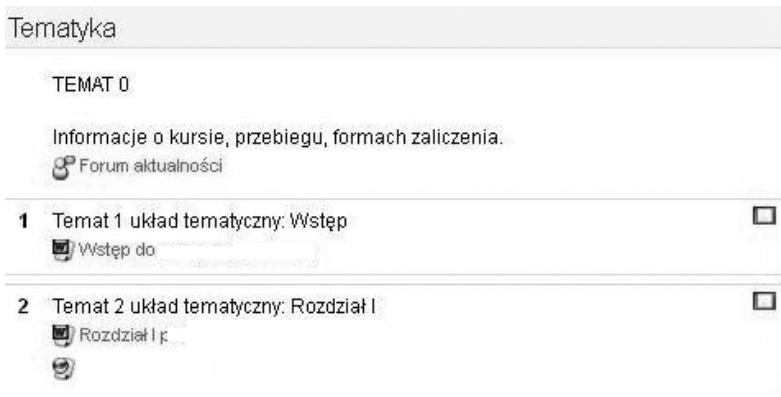 Tematyka
TEMAT 0
Informacje o kursie, przebiegu, formach zaliczenia.
Forum aktualności
1 Temat 1 układ tematyczny: Wstęp
Wstęp do
2 Temat 2 układ tematyczny: Rozdział I
Rozdział I